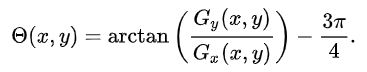 Θ(x, y) = arctan(G_y(x, y) / G_x(x, y)) − 3π/4.